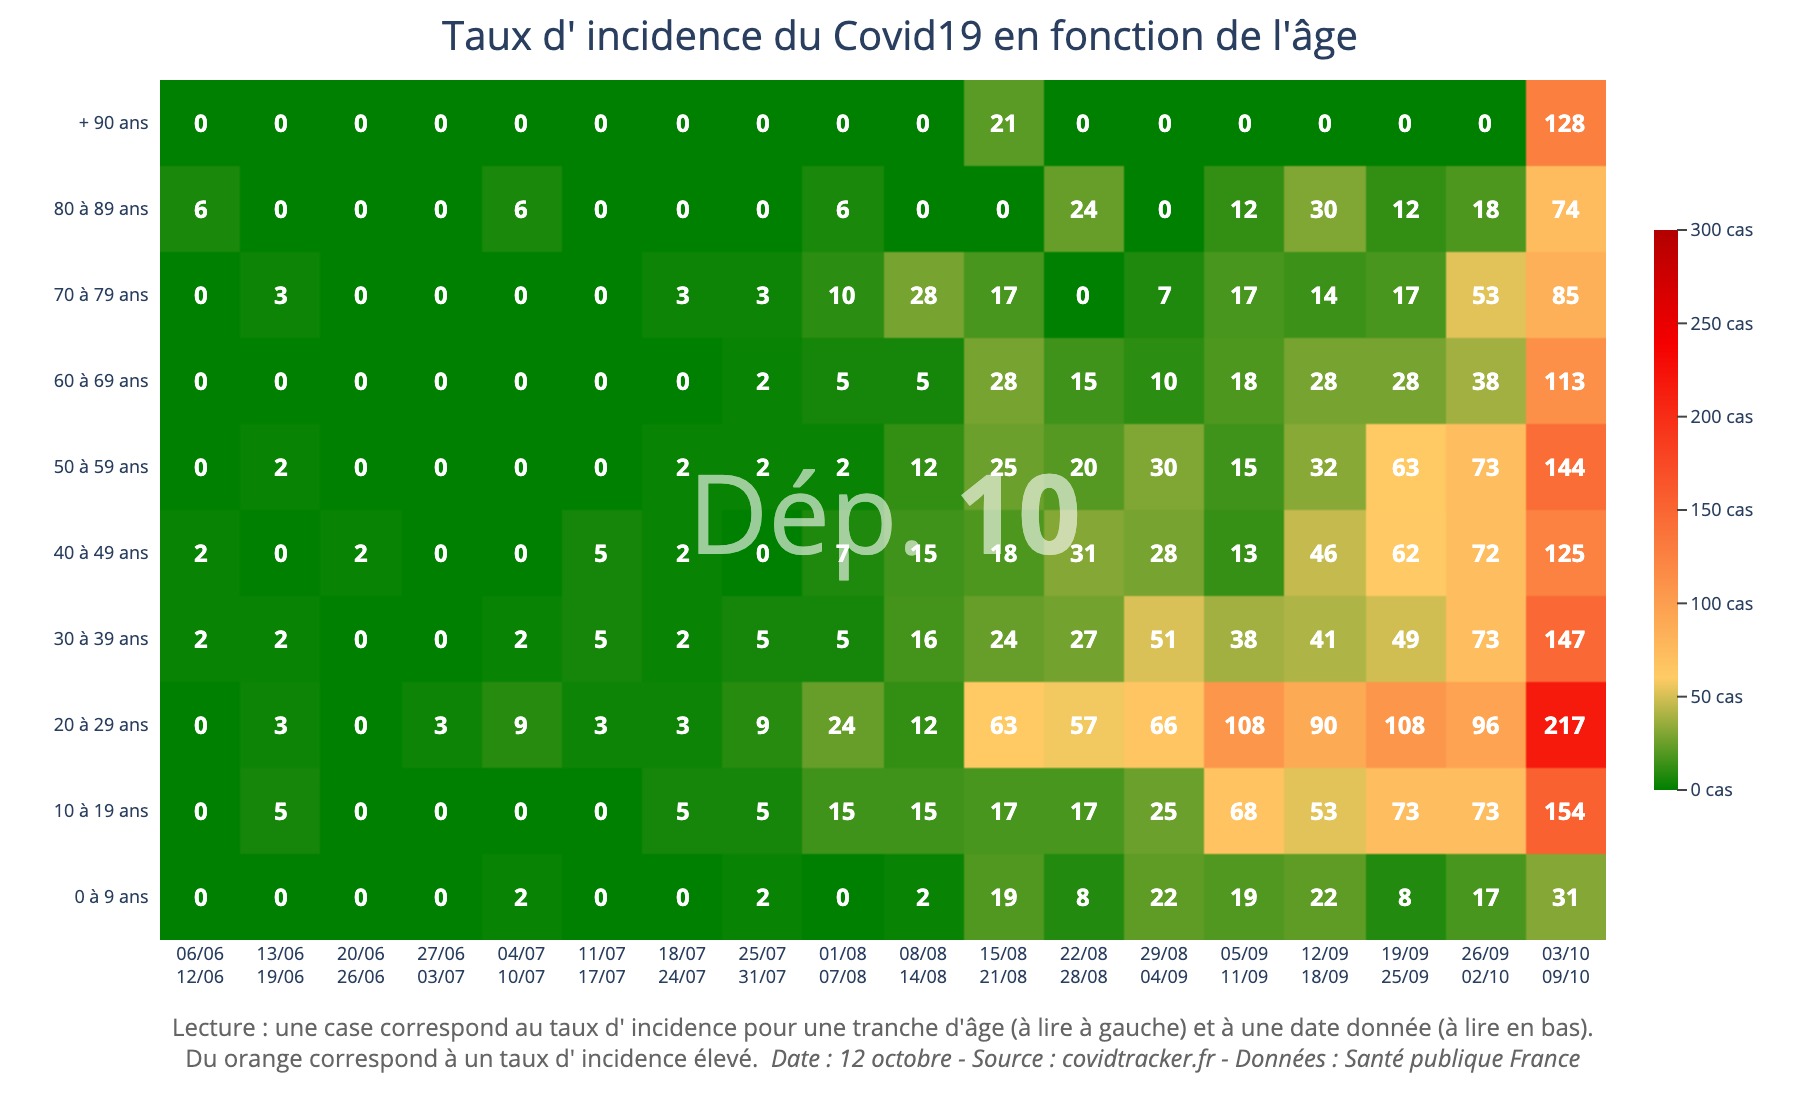 Taux d' incidence du Covid19 en fonction de l'âge
+ 90 ans 0 0 0 0 0 0 0 0 0 0 21 0 0 0 0 0 0 128
80 à 89 ans 6 0 0 0 6 0 0 0 6 0 0 24 0 12 30 12 18 74
300 cas
70 à 79 ans 0 3 0 0 0 0 3 3 10 28 17 0 7 17 14 17 53 85
250 cas
60 à 69 ans 0 0 0 0 0 0 0 2 5 5 28 15 10 18 28 28 38 113
200 cas
50 à 59 ans 0 2 0 0 0 0 2 2 2 12 25 20 30 15 32 63 73 144
Dép. 10
150 cas
40 à 49 ans 2 0 2 0 0 5 2 0 7 15 18 31 28 13 46 62 72 125
100 cas
30 à 39 ans 2 2 0 0 2 5 2 5 5 16 24 27 51 38 41 49 73 147
50 cas
20 à 29 ans 0 3 0 3 9 3 3 9 24 12 63 57 66 108 90 108 96 217
0 cas
10 à 19 ans 0 5 0 0 0 0 5 5 15 15 17 17 25 68 53 73 73 154
0 à 9 ans 0 0 0 0 2 0 0 2 0 2 19 8 22 19 22 8 17 31
06/06 13/06 20/06 27/06 04/07 11/07 18/07 25/07 01/08 08/08 15/08 22/08 29/08 05/09 12/09 19/09 26/09 03/10
12/06 19/06 26/06 03/07 10/07 17/07 24/07 31/07 07/08 14/08 21/08 28/08 04/09 11/09 18/09 25/09 02/10 09/10
Lecture : une case correspond au taux d' incidence pour une tranche d'âge (à lire à gauche) et à une date donnée (à lire en bas).
Du orange correspond à un taux d' incidence élevé. Date : 12 octobre - Source : covidtracker.fr - Données : Santé publique France